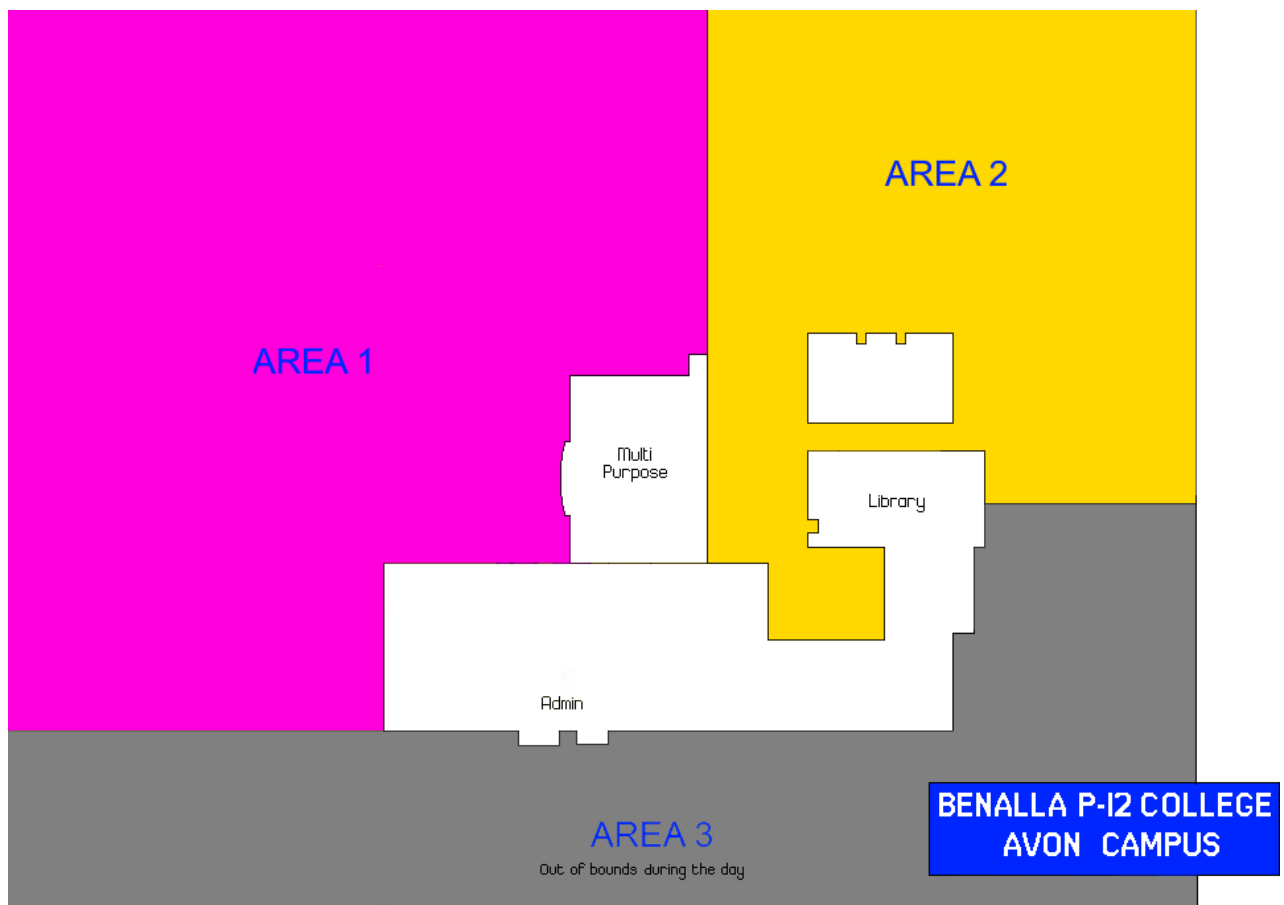 AREA 2
AREA 1
Multi
Purpose
Library
Admin
AREA 3
Out of bounds during the day
BENALLA P-12 COLLEGE
AVON CAMPUS